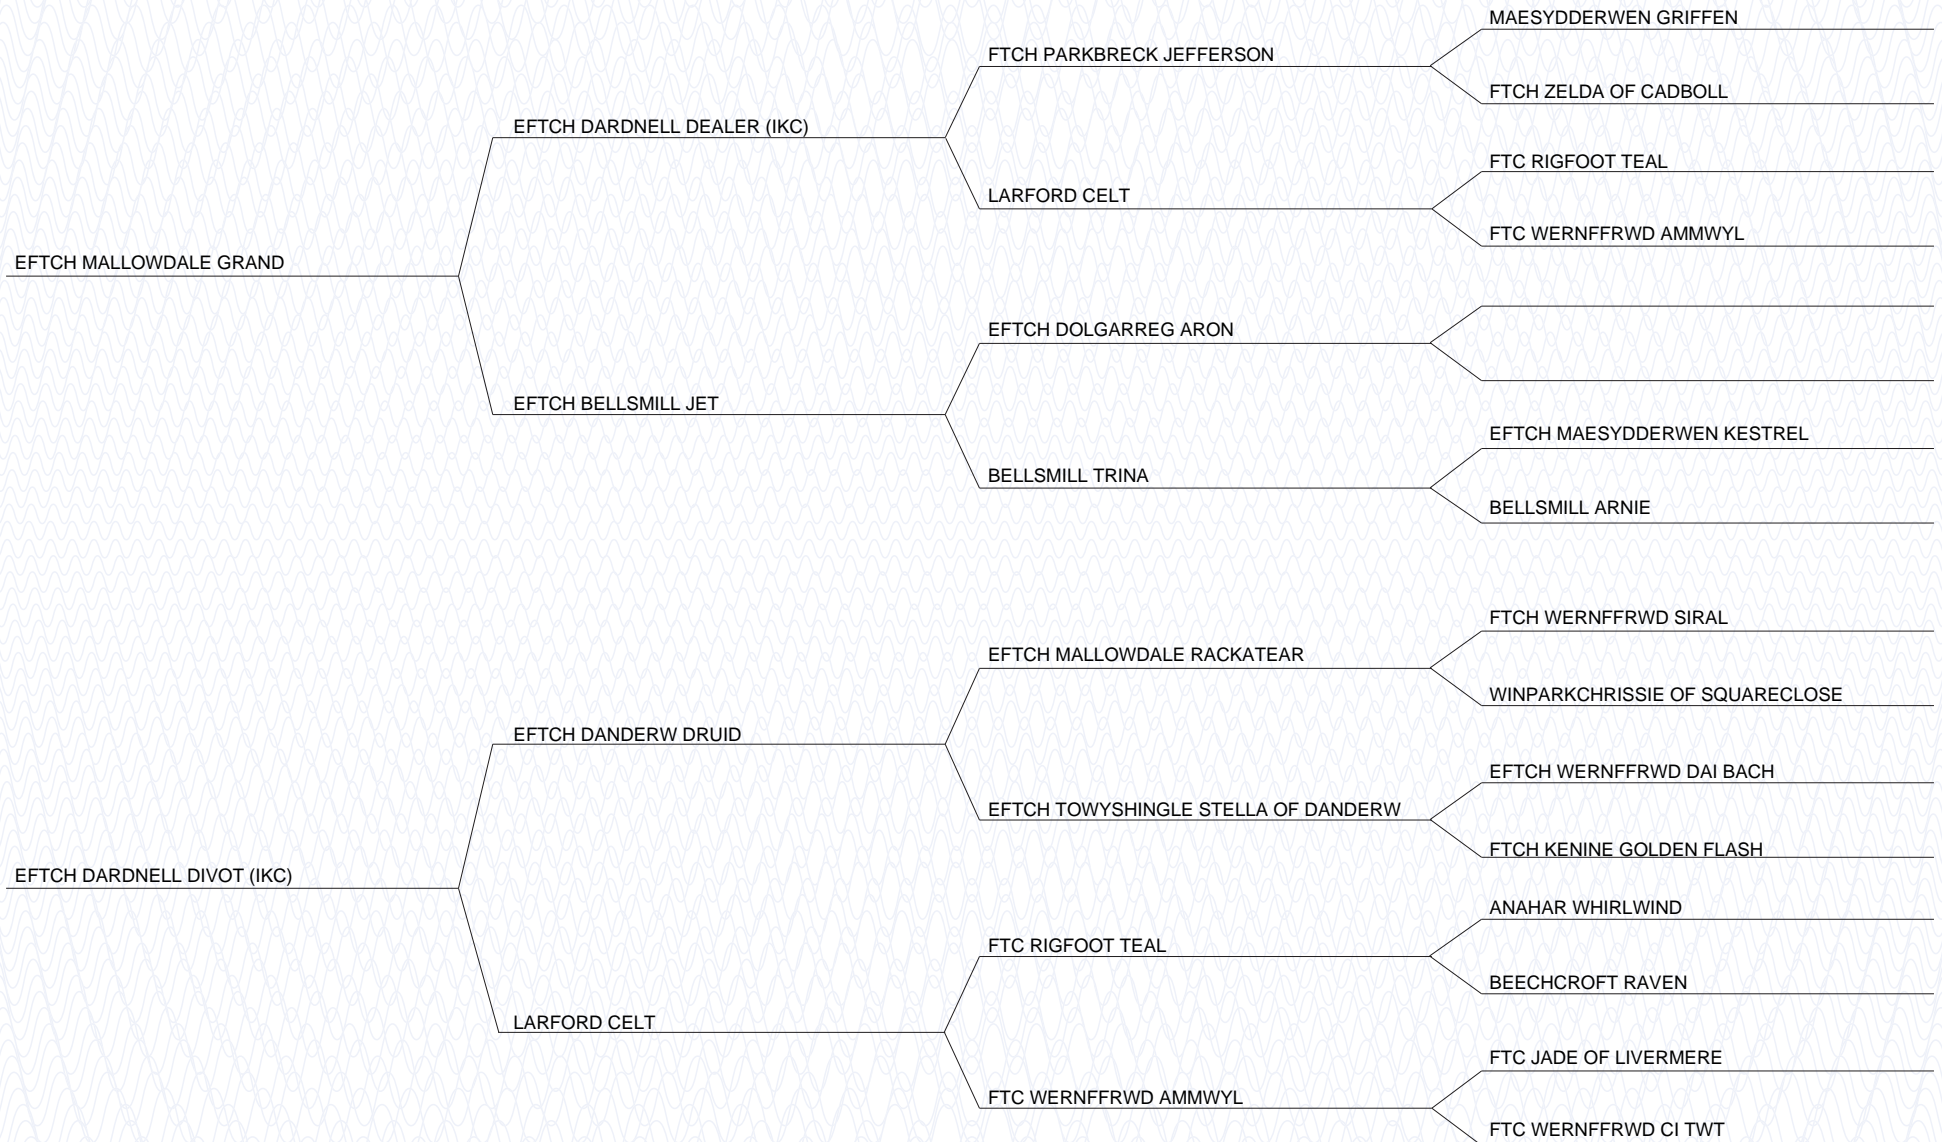 MAESYDDERWEN GRIFFEN
FTCH PARKBRECK JEFFERSON
FTCH ZELDA OF CADBOLL
EFTCH DARDNELL DEALER (IKC)
FTC RIGFOOT TEAL
LARFORD CELT
FTC WERNFFRWD AMMWYL
EFTCH MALLOWDALE GRAND
EFTCH DOLGARREG ARON
EFTCH BELLSMILL JET
EFTCH MAESYDDERWEN KESTREL
BELLSMILL TRINA
BELLSMILL ARNIE
FTCH WERNFFRWD SIRAL
EFTCH MALLOWDALE RACKATEAR
WINPARKCHRISSIE OF SQUARECLOSE
EFTCH DANDERW DRUID
EFTCH WERNFFRWD DAI BACH
EFTCH TOWYSHINGLE STELLA OF DANDERW
FTCH KENINE GOLDEN FLASH
EFTCH DARDNELL DIVOT (IKC)
ANAHAR WHIRLWIND
FTC RIGFOOT TEAL
BEECHCROFT RAVEN
LARFORD CELT
FTC JADE OF LIVERMERE
FTC WERNFFRWD AMMWYL
FTC WERNFFRWD CI TWT